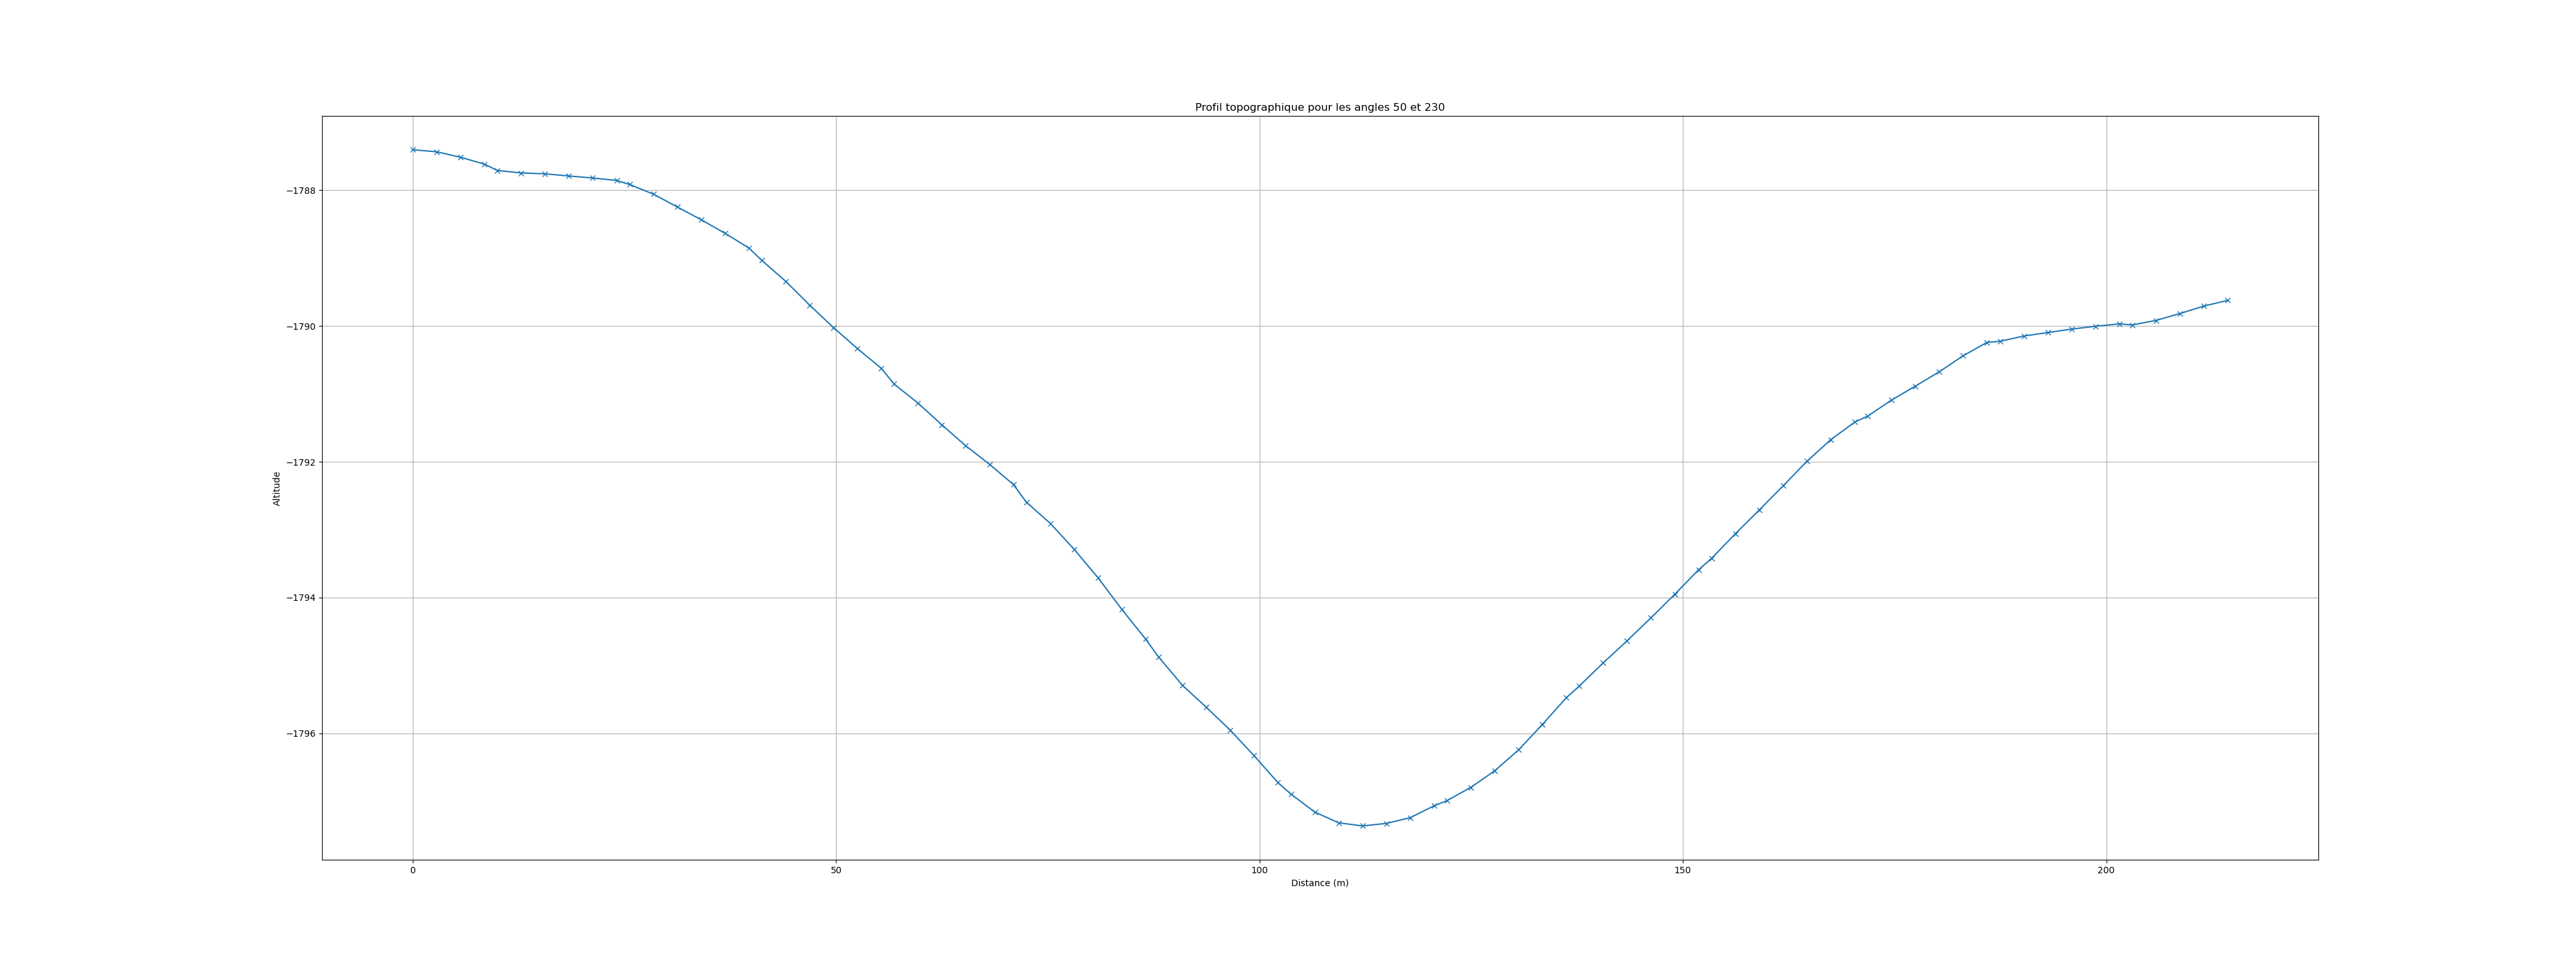 Profil topographique pour les angles 50 et 230
−1788
−1790
−1792
−1794
−1796
Altitude
0 50 100 150 200
Distance (m)